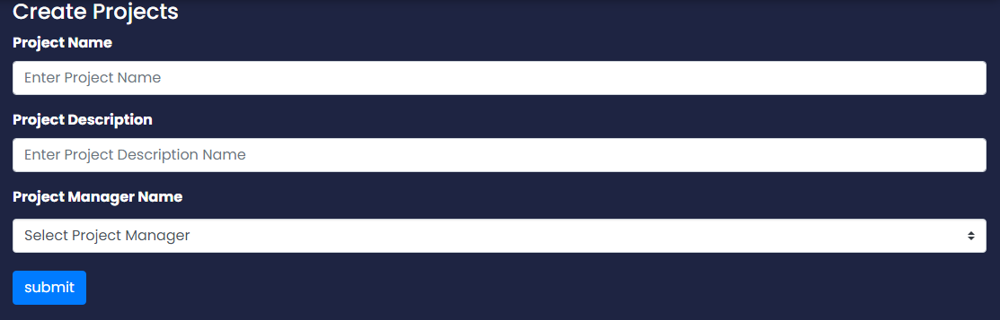 Create Projects
Project Name
Enter Project Name
Project Description
Enter Project Description Name
Project Manager Name
Select Project Manager
submit